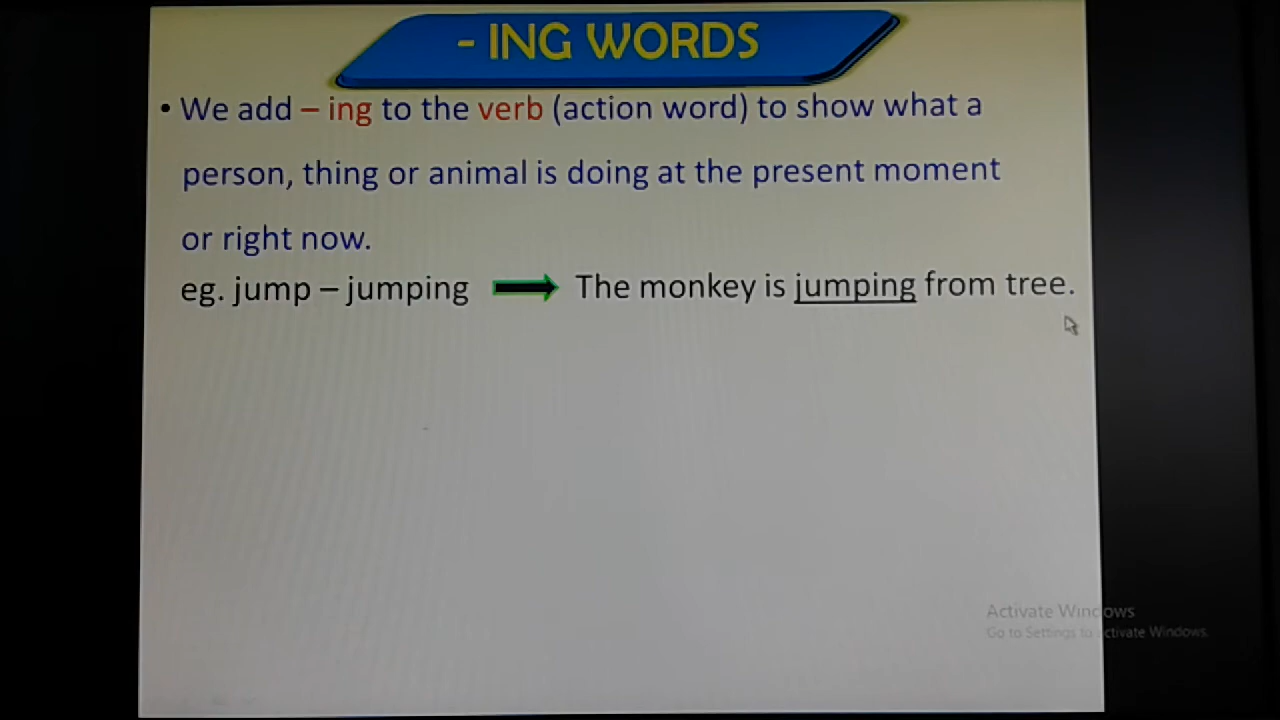 - ING WORDS
• We add – ing to the verb (action word) to show what a
person, thing or animal is doing at the present moment
or right now.
eg. jump – jumping The monkey is jumping from tree.
Activate Windows
Go to Settings to activate Windows.